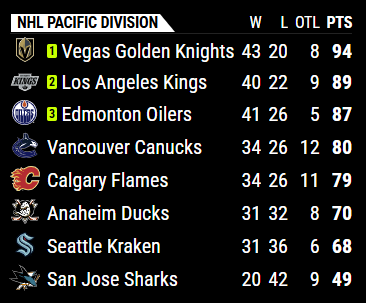 NHL PACIFIC DIVISION W L OTL PTS
1 Vegas Golden Knights 43 20 8 94
2 Los Angeles Kings 40 22 9 89
3 Edmonton Oilers 41 26 5 87
Vancouver Canucks 34 26 12 80
Calgary Flames 34 26 11 79
Anaheim Ducks 31 32 8 70
Seattle Kraken 31 36 6 68
San Jose Sharks 20 42 9 49